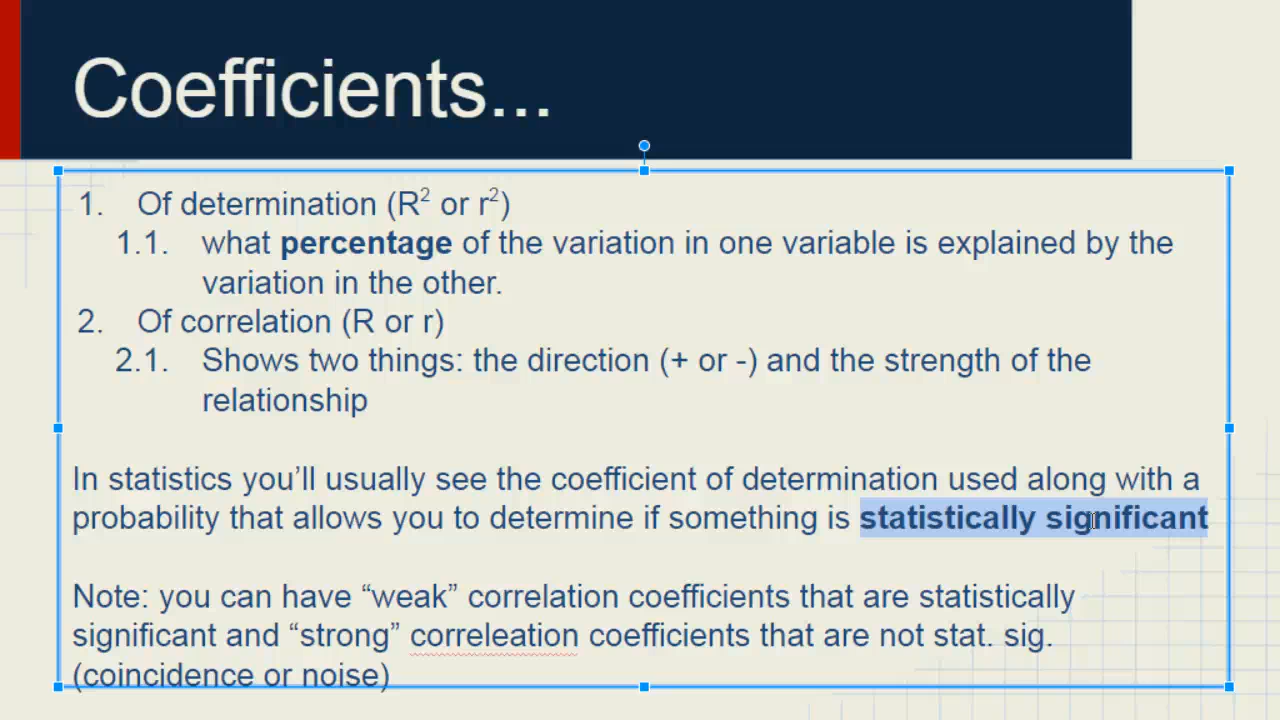 Coefficients...
1. Of determination (R² or r²)
1.1. what percentage of the variation in one variable is explained by the
variation in the other.
2. Of correlation (R or r)
2.1. Shows two things: the direction (+ or -) and the strength of the
relationship
In statistics you’ll usually see the coefficient of determination used along with a
probability that allows you to determine if something is statistically significant
Note: you can have “weak” correlation coefficients that are statistically
significant and “strong” correleation coefficients that are not stat. sig.
(coincidence or noise)